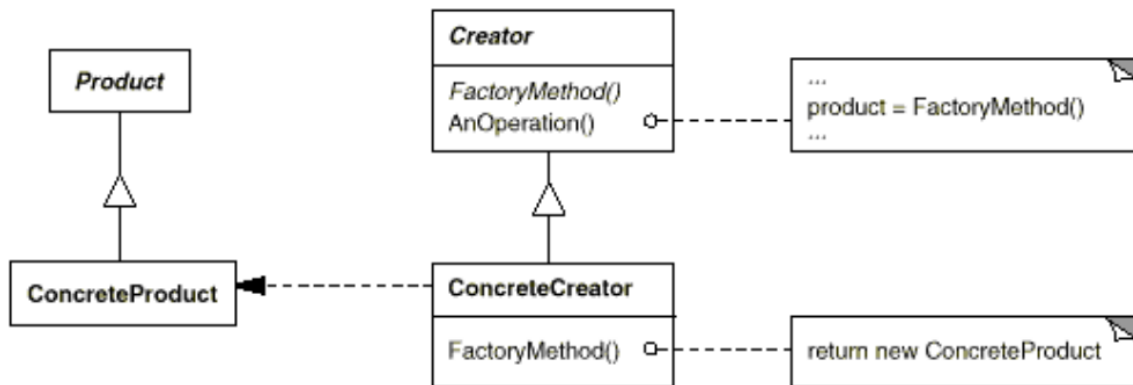 Product
ConcreteProduct
Creator
FactoryMethod()
AnOperation()
...
product = FactoryMethod()
...
ConcreteCreator
FactoryMethod()
return new ConcreteProduct